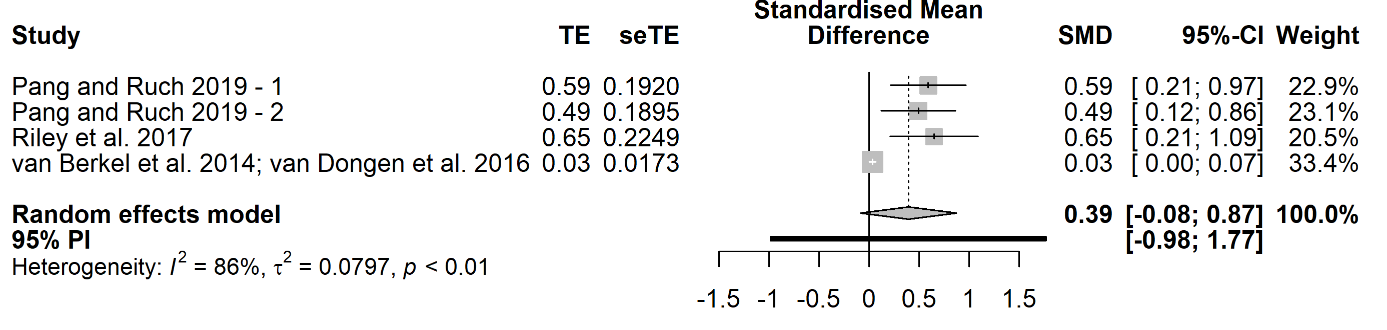 Standardised Mean
Study TE seTE Difference SMD 95%-CI Weight
Pang and Ruch 2019 - 1 0.59 0.1920 0.59 [ 0.21; 0.97] 22.9%
Pang and Ruch 2019 - 2 0.49 0.1895 0.49 [ 0.12; 0.86] 23.1%
Riley et al. 2017 0.65 0.2249 0.65 [ 0.21; 1.09] 20.5%
van Berkel et al. 2014; van Dongen et al. 2016 0.03 0.0173 0.03 [ 0.00; 0.07] 33.4%
Random effects model 0.39 [-0.08; 0.87] 100.0%
95% PI [-0.98; 1.77]
Heterogeneity: I² = 86%, τ² = 0.0797, p < 0.01
-1.5 -1 -0.5 0 0.5 1 1.5